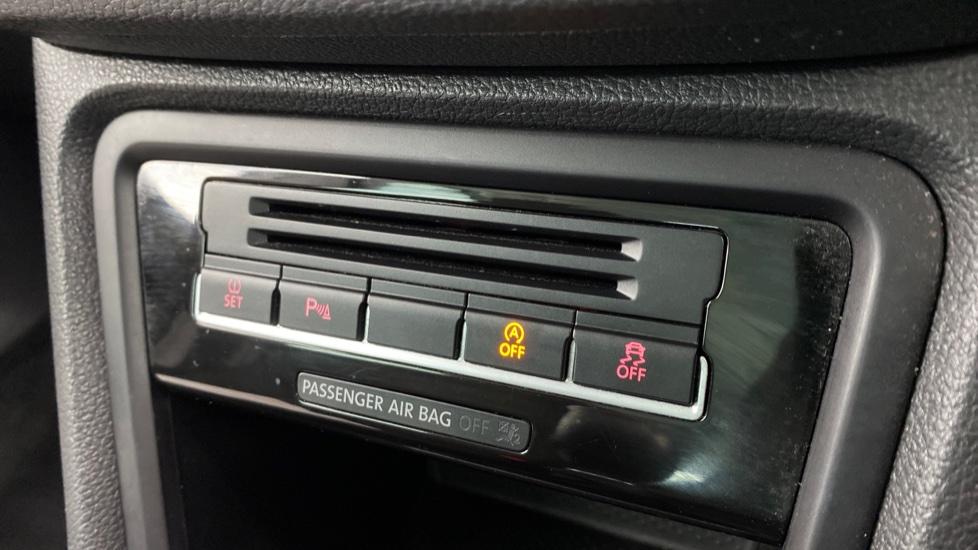 SET
P
A
OFF
OFF
PASSENGER AIR BAG OFF